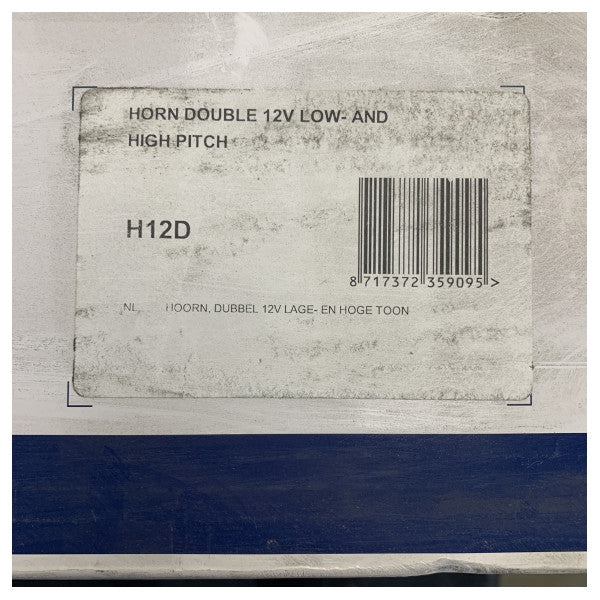 HORN DOUBLE 12V LOW- AND
HIGH PITCH
H12D
8 717372 359095 >
NL HOORN, DUBBEL 12V LAGE- EN HOGE TOON